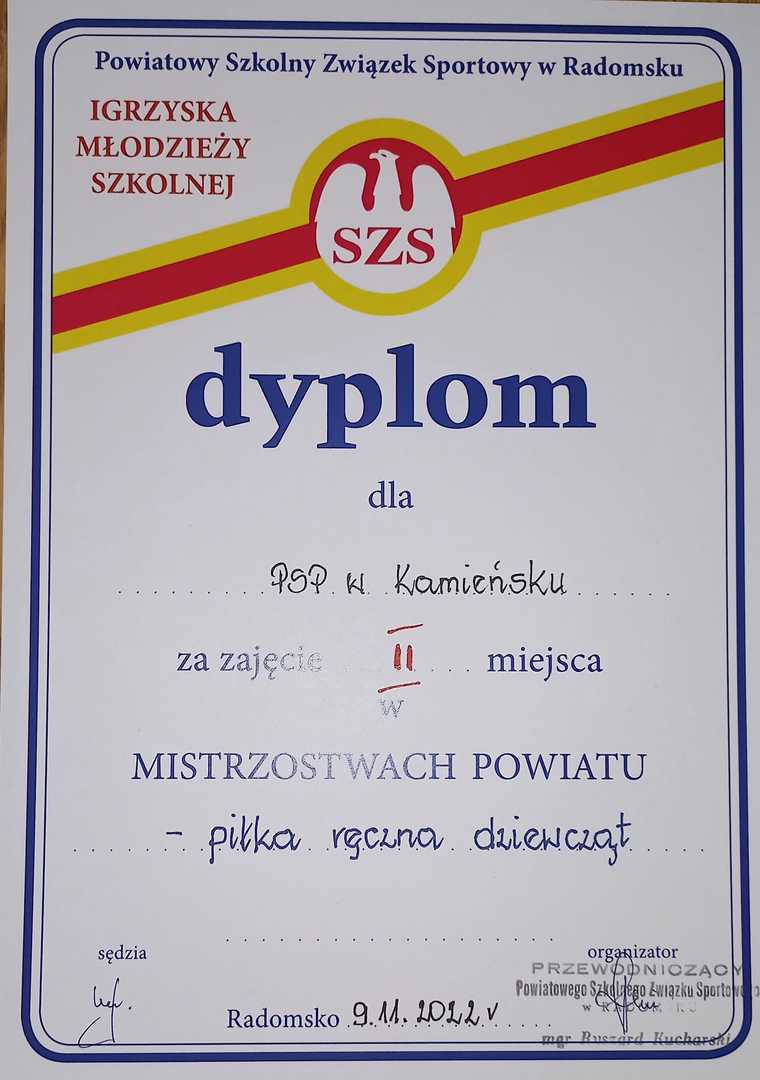 Powiatowy Szkolny Związek Sportowy w Radomsku
IGRZYSKA
MŁODZIEŻY
SZKOLNEJ
SZS
dyplom
dla
PSP w Kamieńsku
za zajęcie II miejsca
w
MISTRZOSTWACH POWIATU
- piłka ręczna dziewcząt
sędzia
organizator
PRZEWODNICZĄCY
Powiatowego Szkolnego Związku Sportowego
w RADOMSKU
mgr Ryszard Kucharski
Radomsko 9.11.2022 r